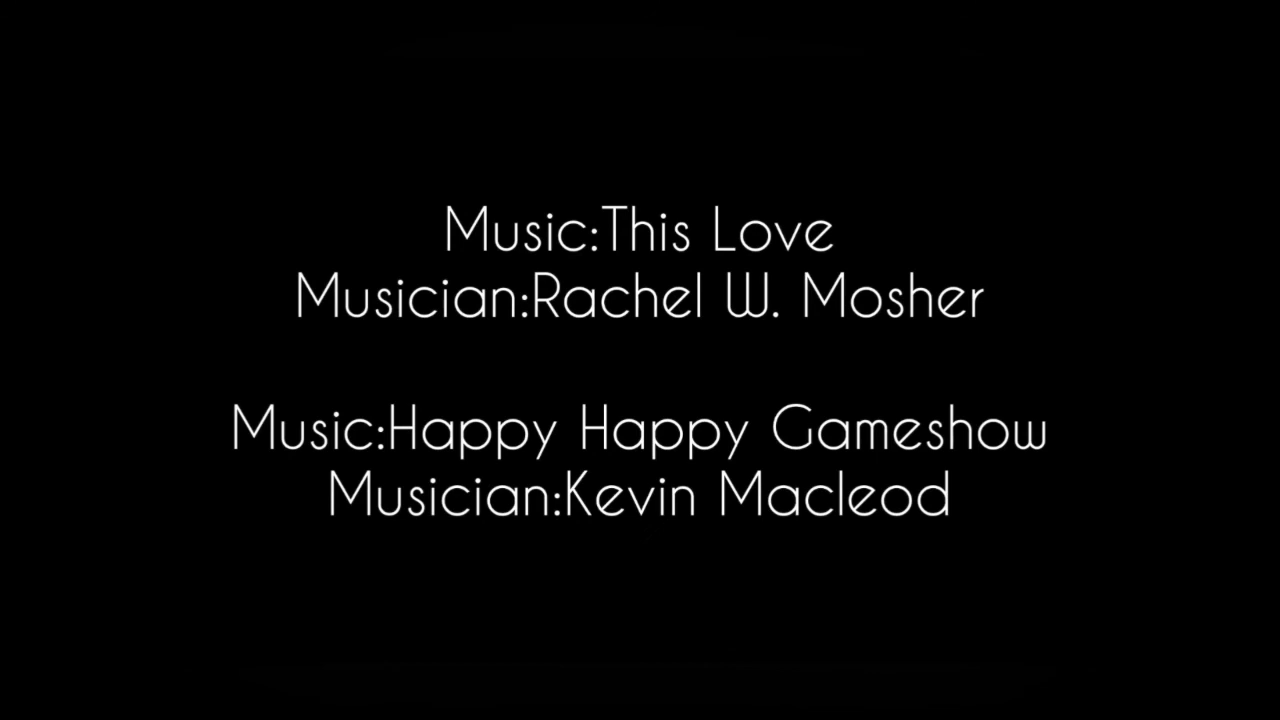 Music:This Love
Musician:Rachel W. Mosher
Music:Happy Happy Gameshow
Musician:Kevin Macleod